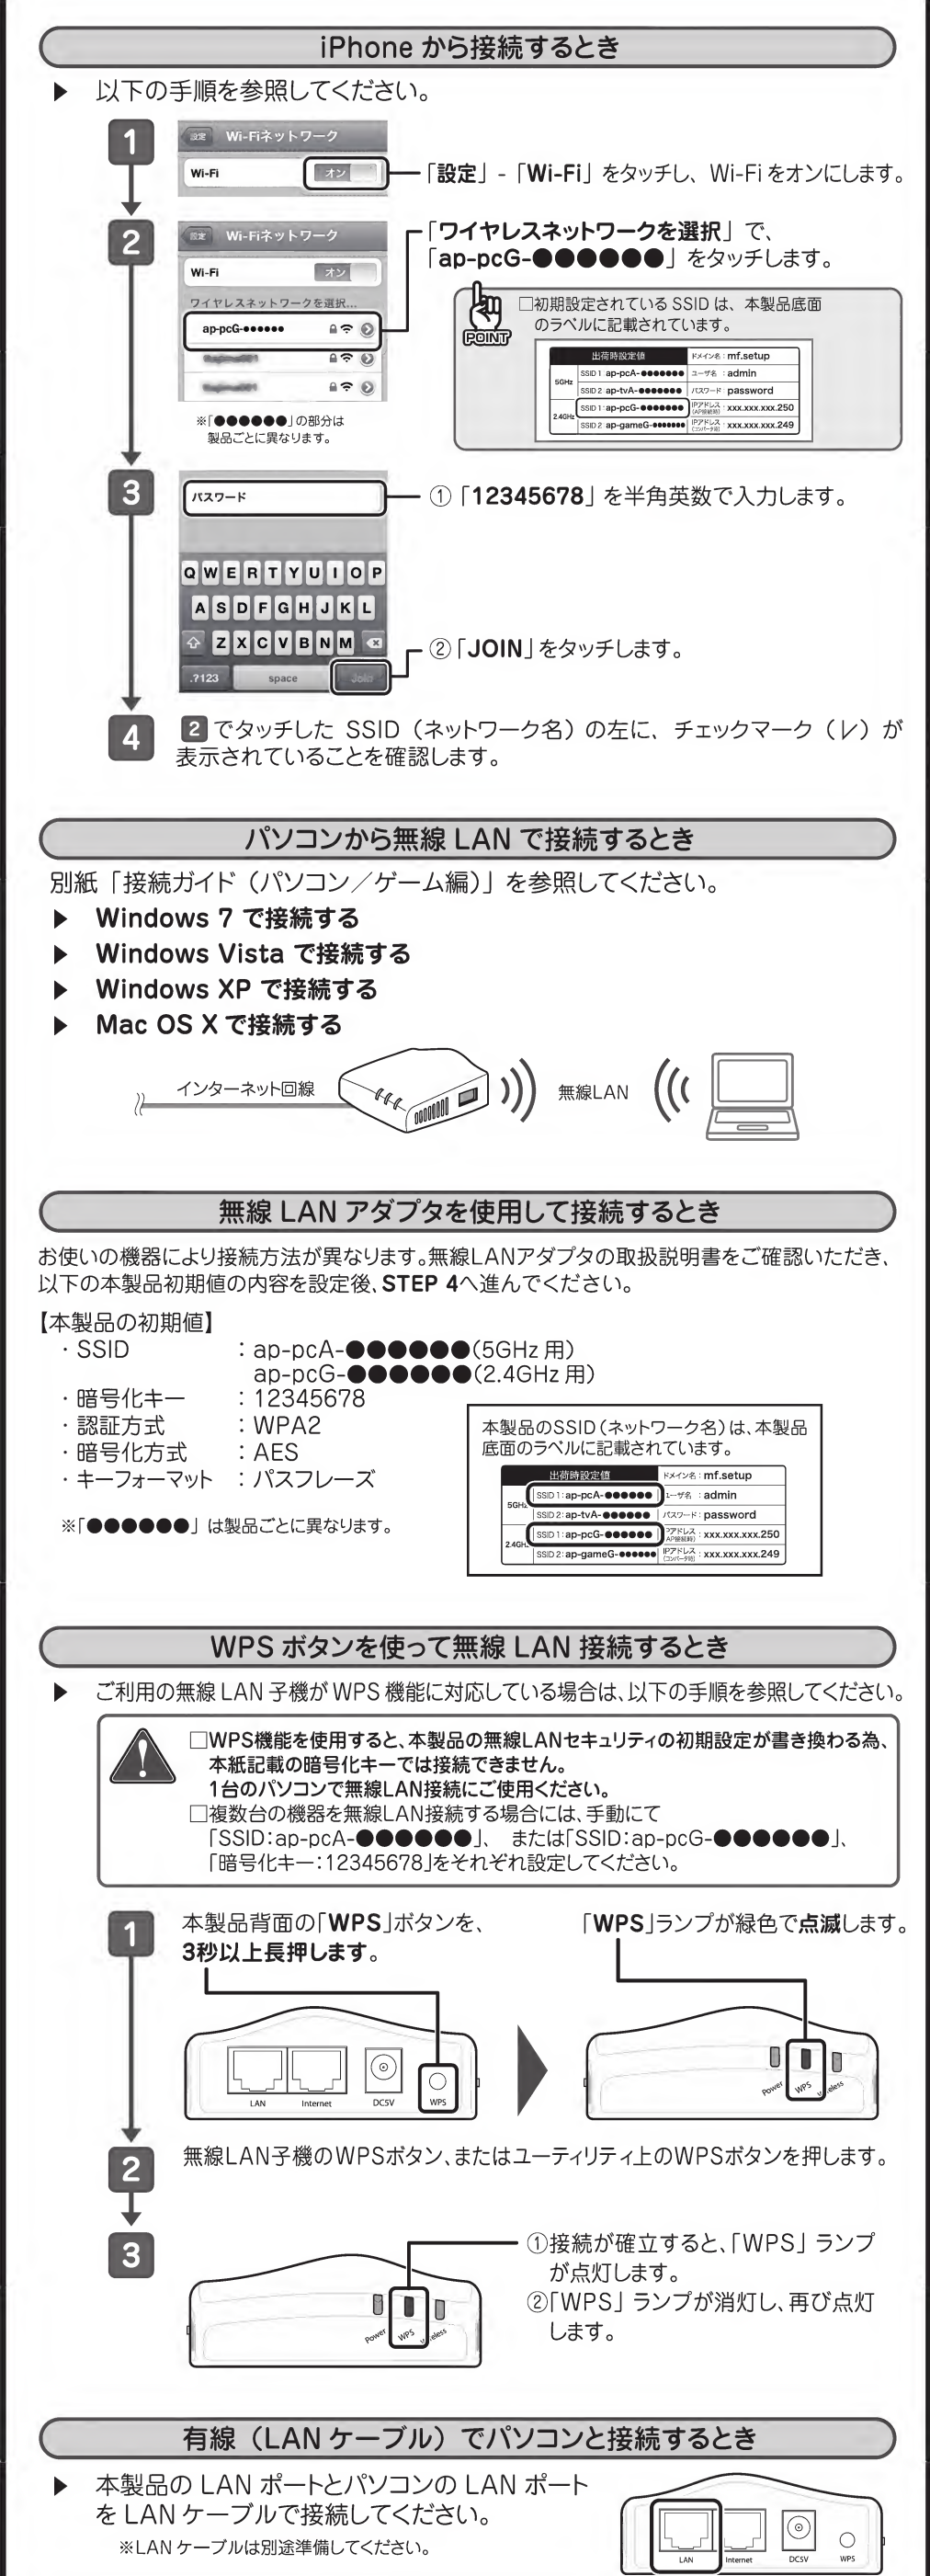 iPhone から接続するとき
▶ 以下の手順を参照してください。
1
設定 Wi-Fiネットワーク
Wi-Fi オン
「設定」-「Wi-Fi」をタッチし、Wi-Fi をオンにします。
2
設定 Wi-Fiネットワーク
Wi-Fi オン
ワイヤレスネットワークを選択...
ap-pcG-●●●●●●
※「●●●●●●」の部分は
製品ごとに異なります。
「ワイヤレスネットワークを選択」で、
「ap-pcG-●●●●●●」をタッチします。
POINT
□初期設定されている SSID は、本製品底面
のラベルに記載されています。
出荷時設定値 ドメイン名：mf.setup
5GHz SSID 1 ap-pcA-●●●●●●● ユーザ名：admin
SSID 2 ap-tvA-●●●●●●● パスワード：password
2.4GHz SSID 1：ap-pcG-●●●●●●● IPアドレス(AP接続時)：xxx.xxx.xxx.250
SSID 2 ap-gameG-●●●●●●● IPアドレス(コンバータ時)：xxx.xxx.xxx.249
3
パスワード
Q W E R T Y U I O P
A S D F G H J K L
Z X C V B N M
.?123 space Join
①「12345678」を半角英数で入力します。
②「JOIN」をタッチします。
4
2 でタッチした SSID（ネットワーク名）の左に、チェックマーク（✓）が
表示されていることを確認します。
パソコンから無線 LAN で接続するとき
別紙「接続ガイド（パソコン／ゲーム編）」を参照してください。
▶ Windows 7 で接続する
▶ Windows Vista で接続する
▶ Windows XP で接続する
▶ Mac OS X で接続する
インターネット回線
無線LAN
無線 LAN アダプタを使用して接続するとき
お使いの機器により接続方法が異なります。無線LANアダプタの取扱説明書をご確認いただき、
以下の本製品初期値の内容を設定後、STEP 4へ進んでください。
【本製品の初期値】
・SSID ：ap-pcA-●●●●●●(5GHz 用)
ap-pcG-●●●●●●(2.4GHz 用)
・暗号化キー ：12345678
・認証方式 ：WPA2
・暗号化方式 ：AES
・キーフォーマット ：パスフレーズ
※「●●●●●●」は製品ごとに異なります。
本製品のSSID（ネットワーク名）は、本製品
底面のラベルに記載されています。
出荷時設定値 ドメイン名：mf.setup
5GHz SSID 1：ap-pcA-●●●●●● ユーザ名：admin
SSID 2：ap-tvA-●●●●●● パスワード：password
2.4GHz SSID 1：ap-pcG-●●●●●● IPアドレス(AP接続時)：xxx.xxx.xxx.250
SSID 2：ap-gameG-●●●●●● IPアドレス(コンバータ時)：xxx.xxx.xxx.249
WPS ボタンを使って無線 LAN 接続するとき
▶ ご利用の無線 LAN 子機が WPS 機能に対応している場合は、以下の手順を参照してください。
□WPS機能を使用すると、本製品の無線LANセキュリティの初期設定が書き換わる為、
本紙記載の暗号化キーでは接続できません。
1台のパソコンで無線LAN接続にご使用ください。
□複数台の機器を無線LAN接続する場合には、手動にて
「SSID：ap-pcA-●●●●●●」、または「SSID：ap-pcG-●●●●●●」、
「暗号化キー：12345678」をそれぞれ設定してください。
1
本製品背面の「WPS」ボタンを、
3秒以上長押します。
LAN Internet DC5V WPS
「WPS」ランプが緑色で点滅します。
Power WPS Wireless
2
無線LAN子機のWPSボタン、またはユーティリティ上のWPSボタンを押します。
3
Power WPS Wireless
①接続が確立すると、「WPS」ランプ
が点灯します。
②「WPS」ランプが消灯し、再び点灯
します。
有線（LAN ケーブル）でパソコンと接続するとき
▶ 本製品の LAN ポートとパソコンの LAN ポート
を LAN ケーブルで接続してください。
※LAN ケーブルは別途準備してください。
LAN Internet DC5V WPS